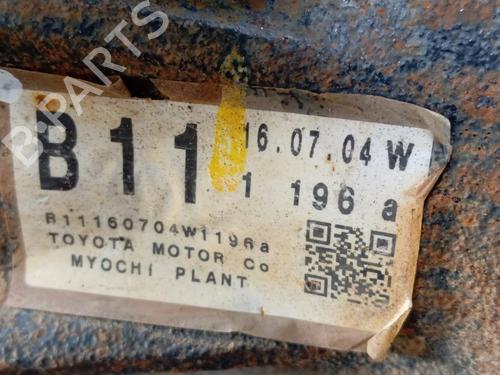 B-PARTS
B11 16.07.04 W
1 196 a
B11160704W1196a
TOYOTA MOTOR Co
MYOCHI PLANT